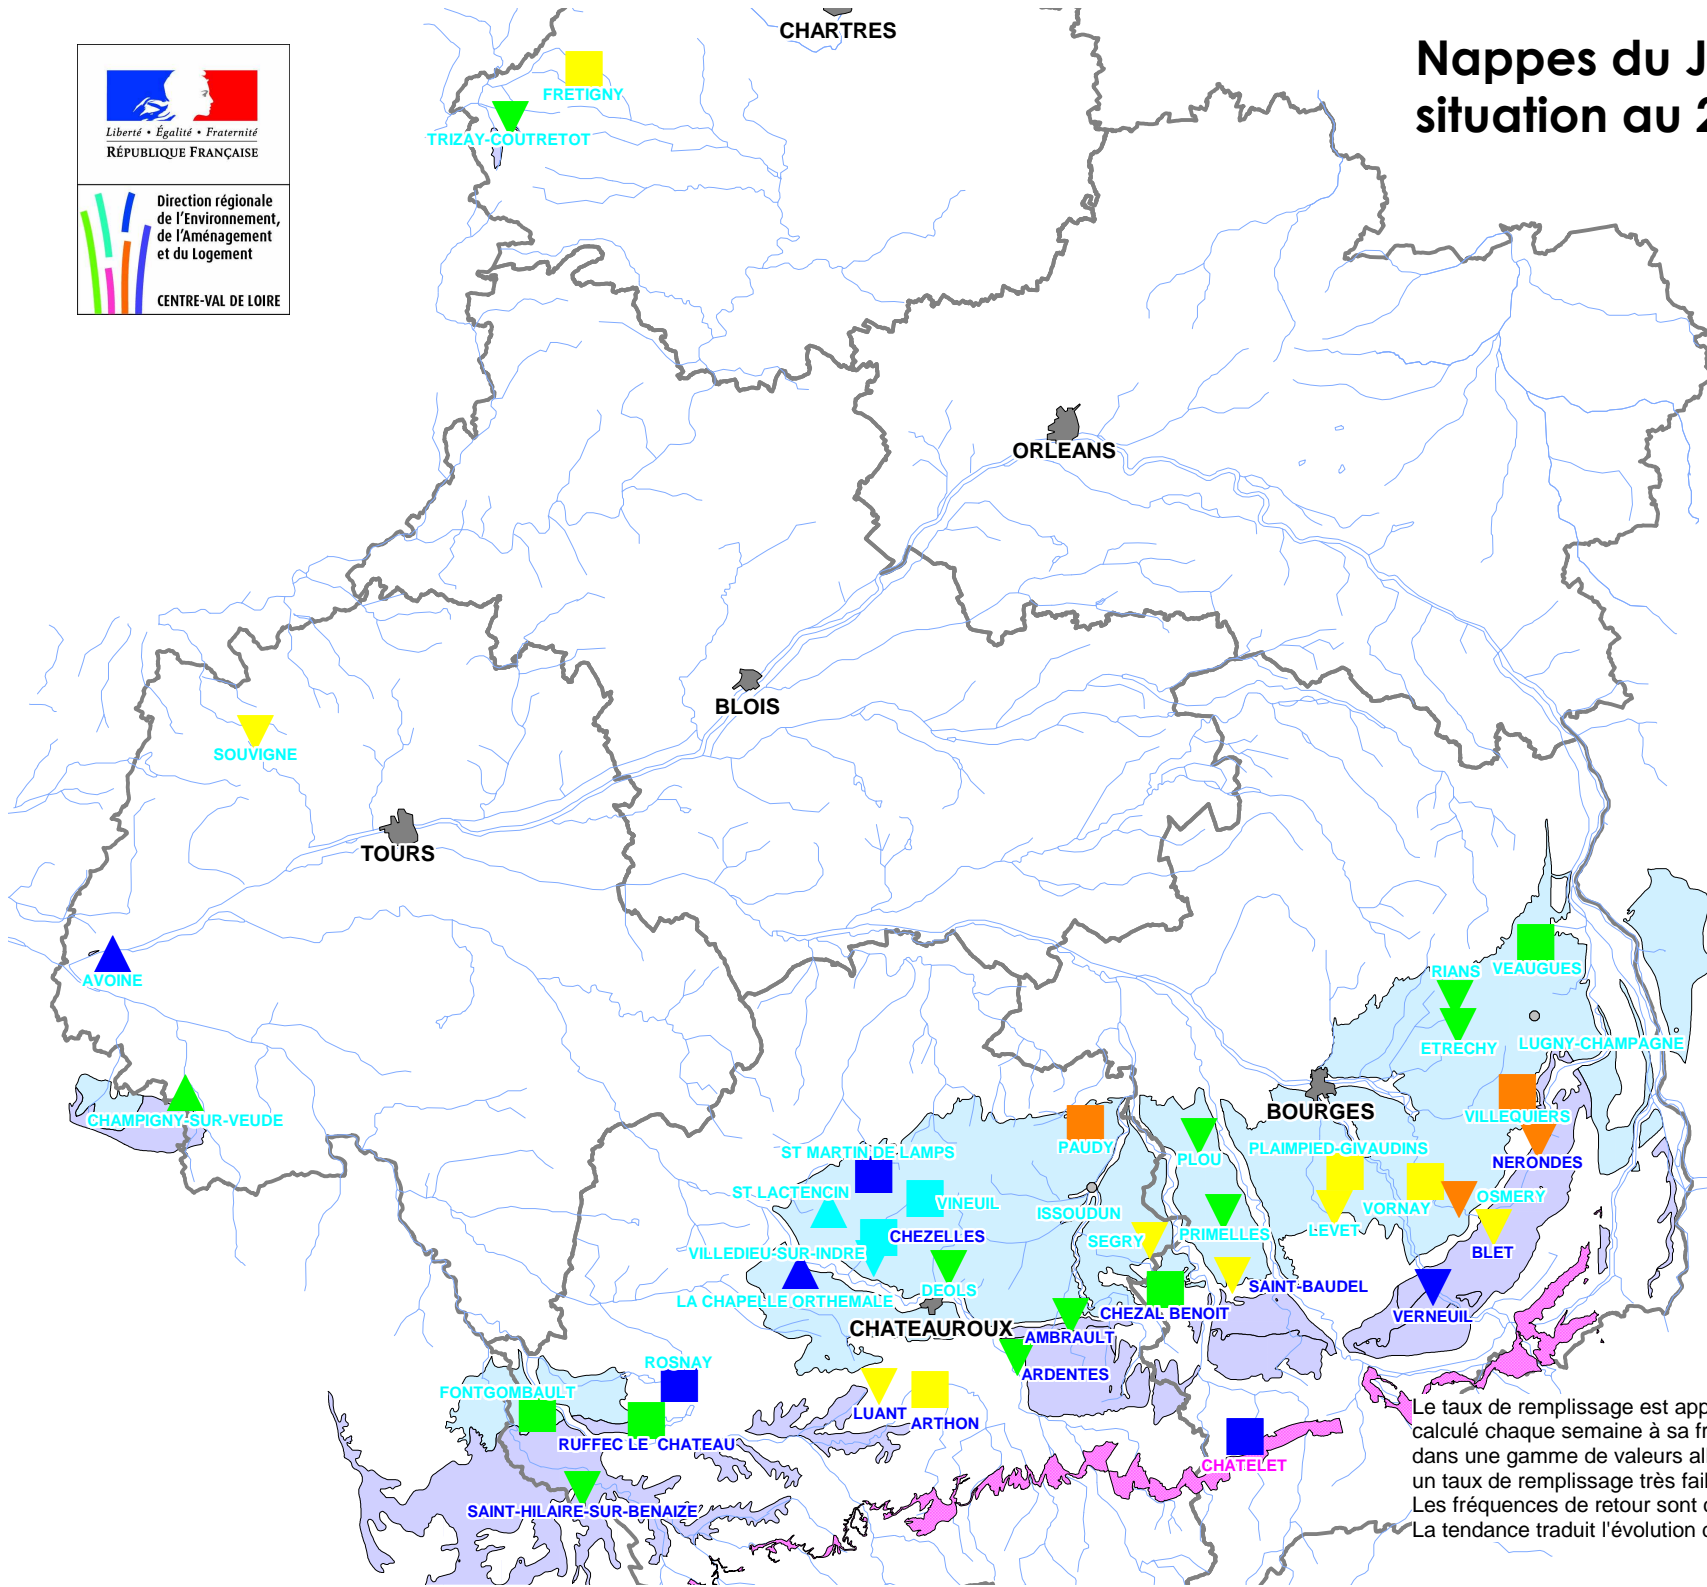 CHARTRES
Nappes du J
situation au 2
FRETIGNY
TRIZAY-COUTRETOT
Liberté • Égalité • Fraternité
RÉPUBLIQUE FRANÇAISE
Direction régionale
de l'Environnement,
de l'Aménagement
et du Logement
CENTRE-VAL DE LOIRE
ORLEANS
BLOIS
SOUVIGNE
TOURS
AVOINE
CHAMPIGNY-SUR-VEUDE
RIANS
VEAUGUES
ETRECHY
LUGNY-CHAMPAGNE
BOURGES
VILLEQUIERS
NERONDES
PAUDY
PLOU
PLAIMPIED-GIVAUDINS
ST MARTIN DE LAMPS
ST LACTENCIN
VINEUIL
ISSOUDUN
VORNAY
OSMERY
CHEZELLES
SEGRY
PRIMELLES
LEVET
BLET
VILLEDIEU-SUR-INDRE
DEOLS
SAINT-BAUDEL
LA CHAPELLE ORTHEMALE
CHEZAL BENOIT
VERNEUIL
CHATEAUROUX
AMBRAULT
ARDENTES
ROSNAY
FONTGOMBAULT
LUANT
ARTHON
RUFFEC LE CHATEAU
CHATELET
SAINT-HILAIRE-SUR-BENAIZE
Le taux de remplissage est app
calculé chaque semaine à sa fr
dans une gamme de valeurs all
un taux de remplissage très fail
Les fréquences de retour sont c
La tendance traduit l'évolution d